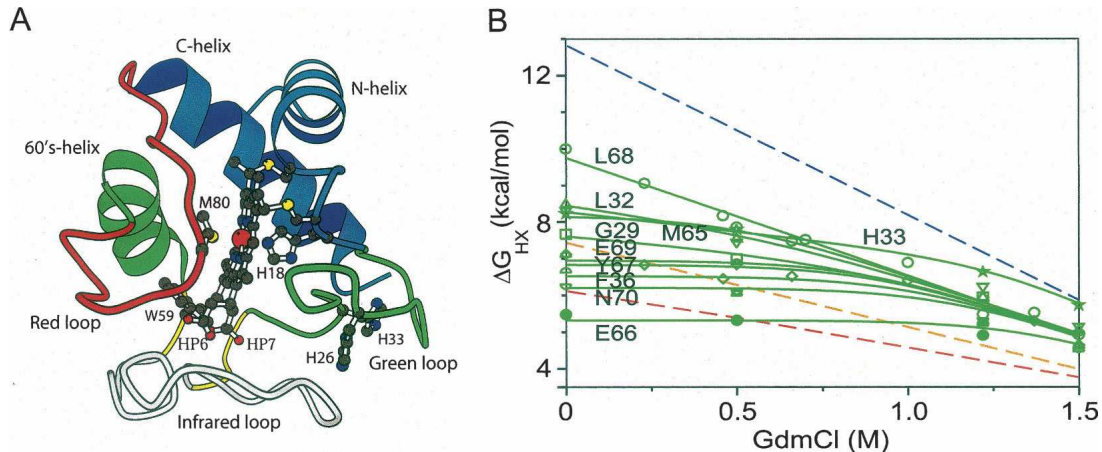 A
C-helix
N-helix
60's-helix
M80
H18
W59
HP6
HP7
Red loop
H33
H26
Green loop
Infrared loop
B
12
8
4
ΔG_HX (kcal/mol)
L68
L32
G29
M65
H33
E69
Y67
F36
N70
E66
0
0.5
1.0
1.5
GdmCl (M)